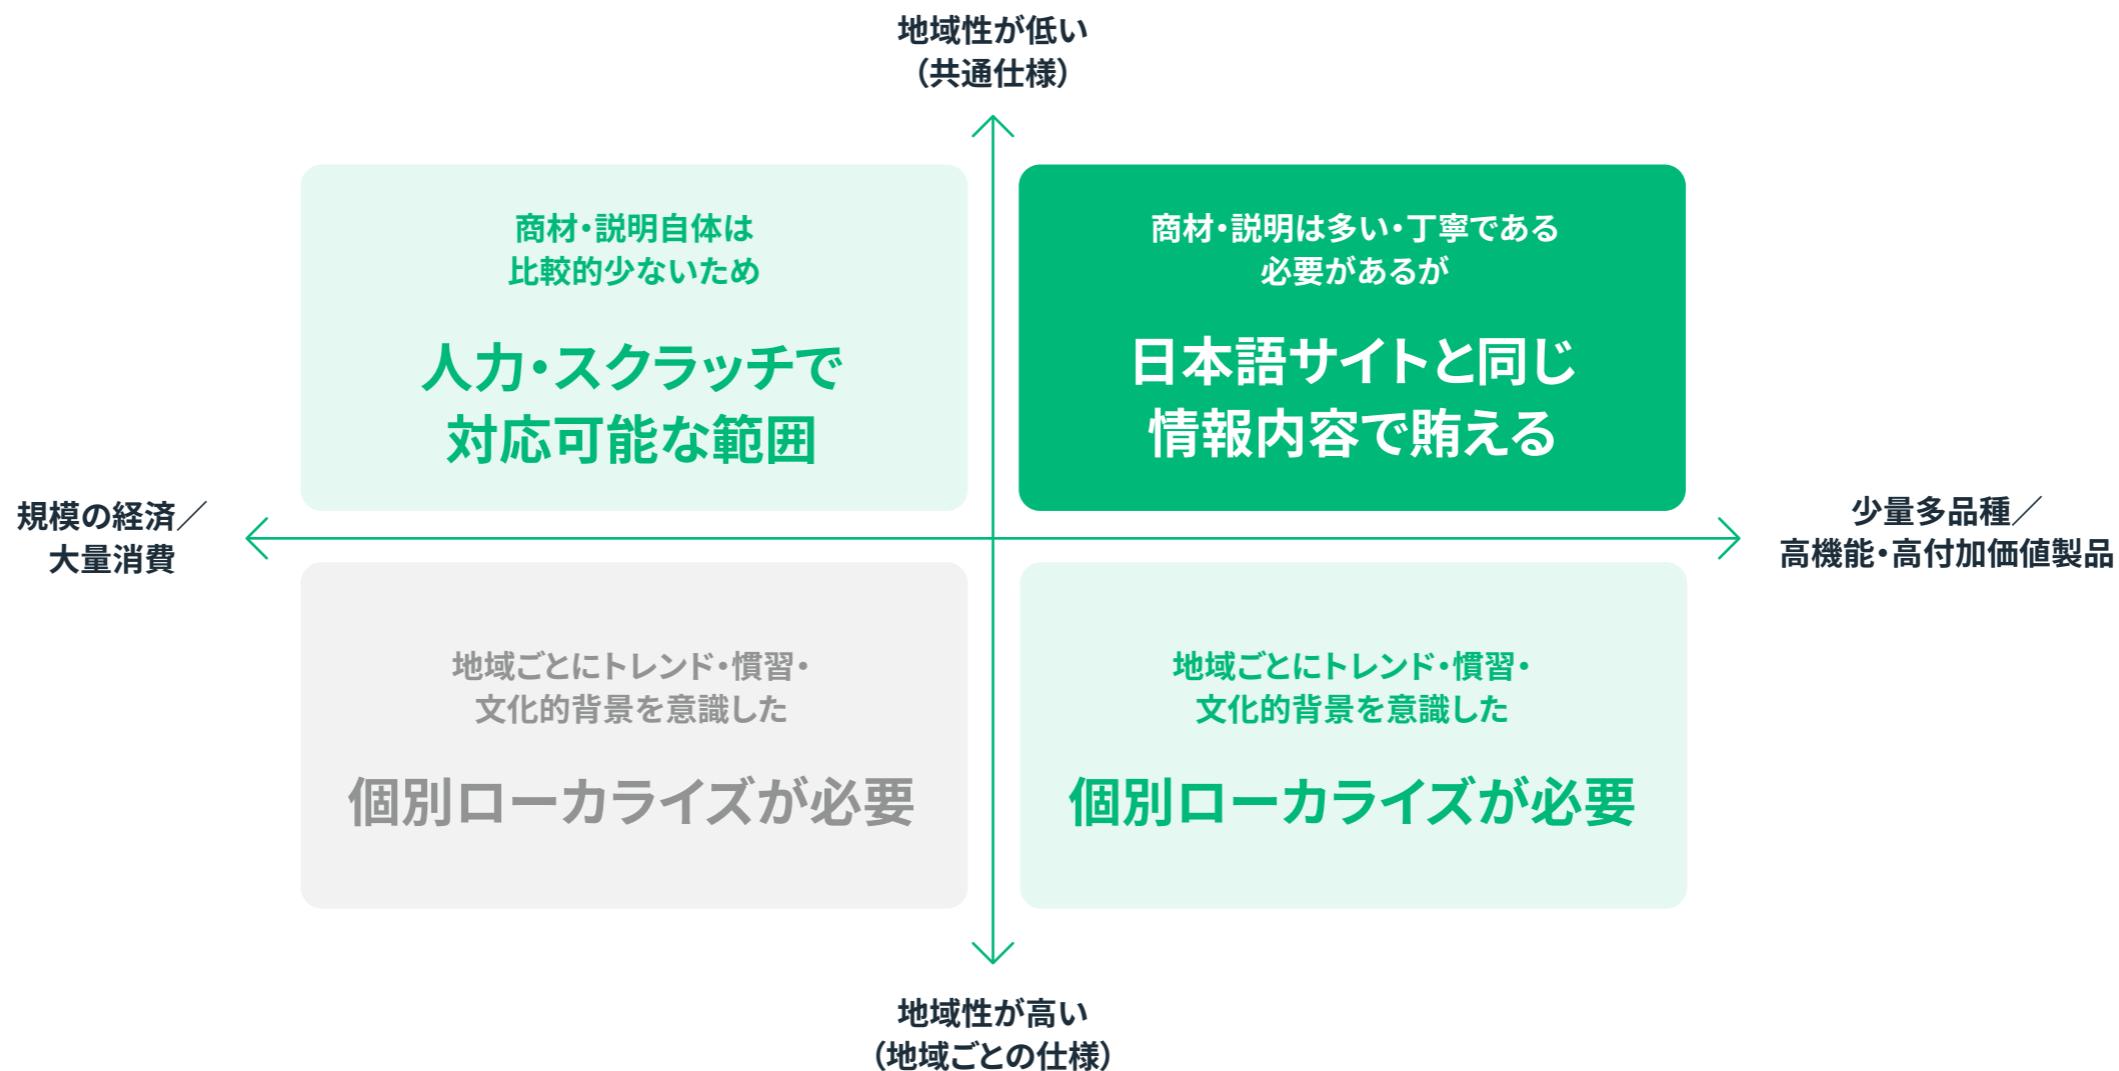 地域性が低い
（共通仕様）
商材・説明自体は
比較的少ないため
人力・スクラッチで
対応可能な範囲
商材・説明は多い・丁寧である
必要があるが
日本語サイトと同じ
情報内容で賄える
規模の経済／
大量消費
少量多品種／
高機能・高付加価値製品
地域ごとにトレンド・慣習・
文化的背景を意識した
個別ローカライズが必要
地域ごとにトレンド・慣習・
文化的背景を意識した
個別ローカライズが必要
地域性が高い
（地域ごとの仕様）